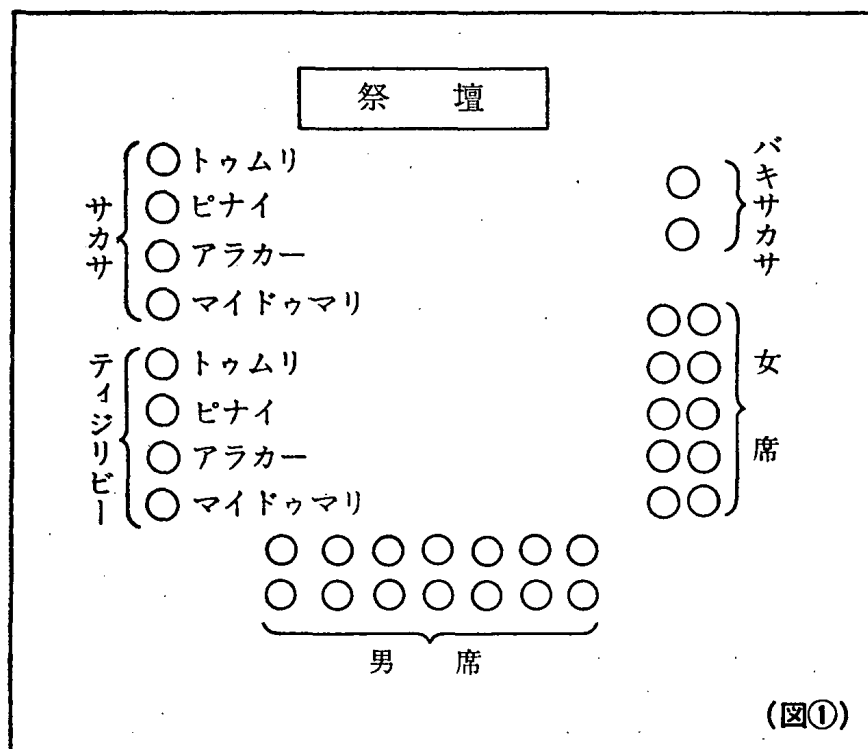 祭壇
サカサ
トゥムリ
ピナイ
アラカー
マイドゥマリ
バキサカサ
ティジリビー
トゥムリ
ピナイ
アラカー
マイドゥマリ
女席
男席
(図①)